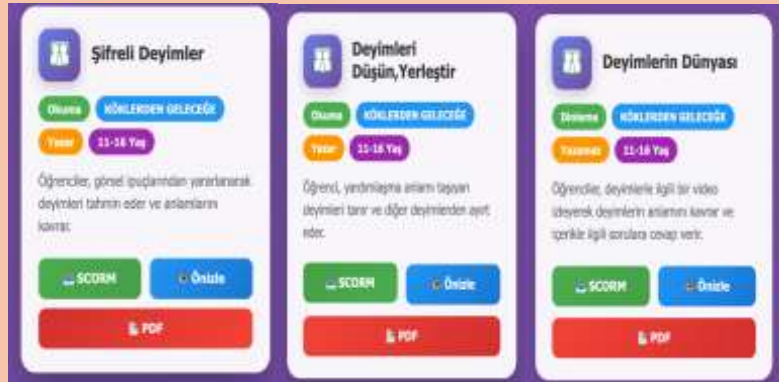 Şifreli Deyimler
Okuma
KÖKLERDEN GELECEĞE
Yazar
11-16 Yaş
Öğrenciler, görsel ipuçlarından yararlanarak
deyimleri tahmin eder ve anlamlarını
kavrar.
SCORM
Önizle
PDF
Deyimleri
Düşün,Yerleştir
Okuma
KÖKLERDEN GELECEĞE
Yazar
11-16 Yaş
Öğrenci, yardımlaşma anlamı taşıyan
deyimleri tanır ve diğer deyimlerden ayırt
eder.
SCORM
Önizle
PDF
Deyimlerin Dünyası
Dinleme
KÖKLERDEN GELECEĞE
11-16 Yaş
Öğrenciler, deyimlerle ilgili bir video
izleyerek deyimlerin anlamını kavrar ve
içerikle ilgili sorulara cevap verir.
SCORM
Önizle
PDF